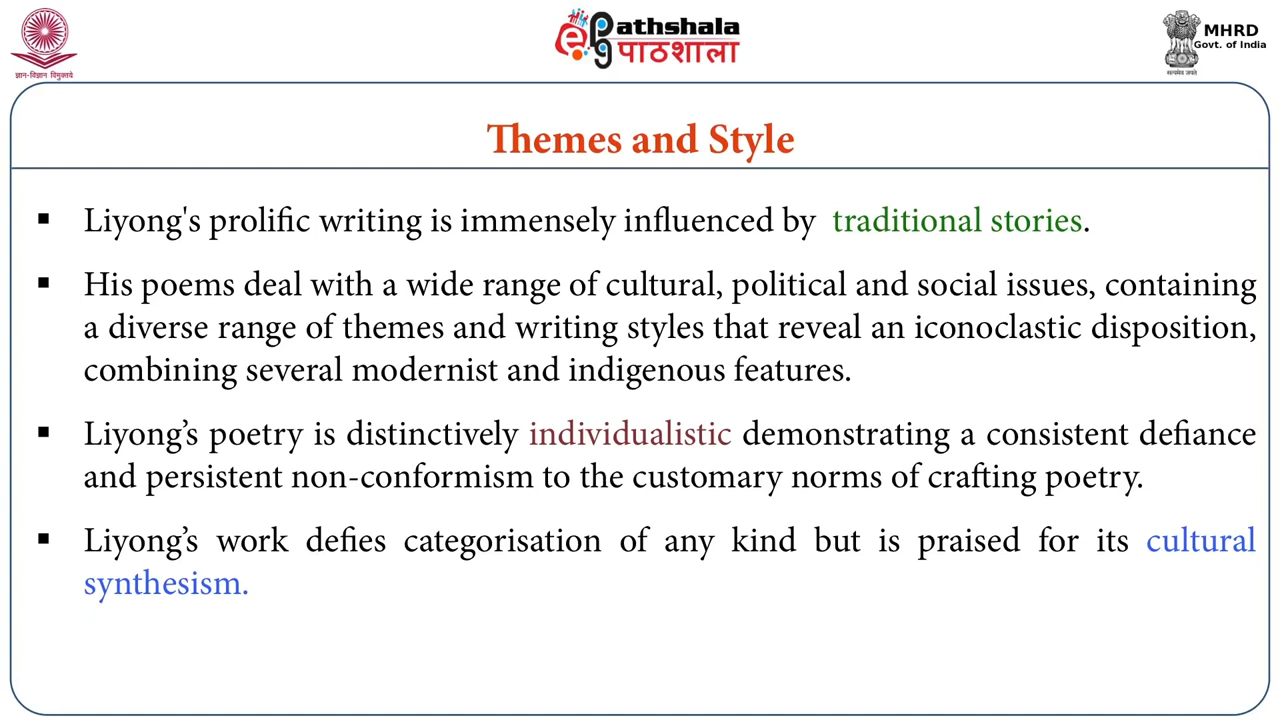 ज्ञान-विज्ञान विमुक्तये
e Pathshala
पाठशाला
MHRD
Govt. of India
सत्यमेव जयते
Themes and Style
▪ Liyong's prolific writing is immensely influenced by traditional stories.
▪ His poems deal with a wide range of cultural, political and social issues, containing
a diverse range of themes and writing styles that reveal an iconoclastic disposition,
combining several modernist and indigenous features.
▪ Liyong’s poetry is distinctively individualistic demonstrating a consistent defiance
and persistent non-conformism to the customary norms of crafting poetry.
▪ Liyong’s work defies categorisation of any kind but is praised for its cultural
synthesism.